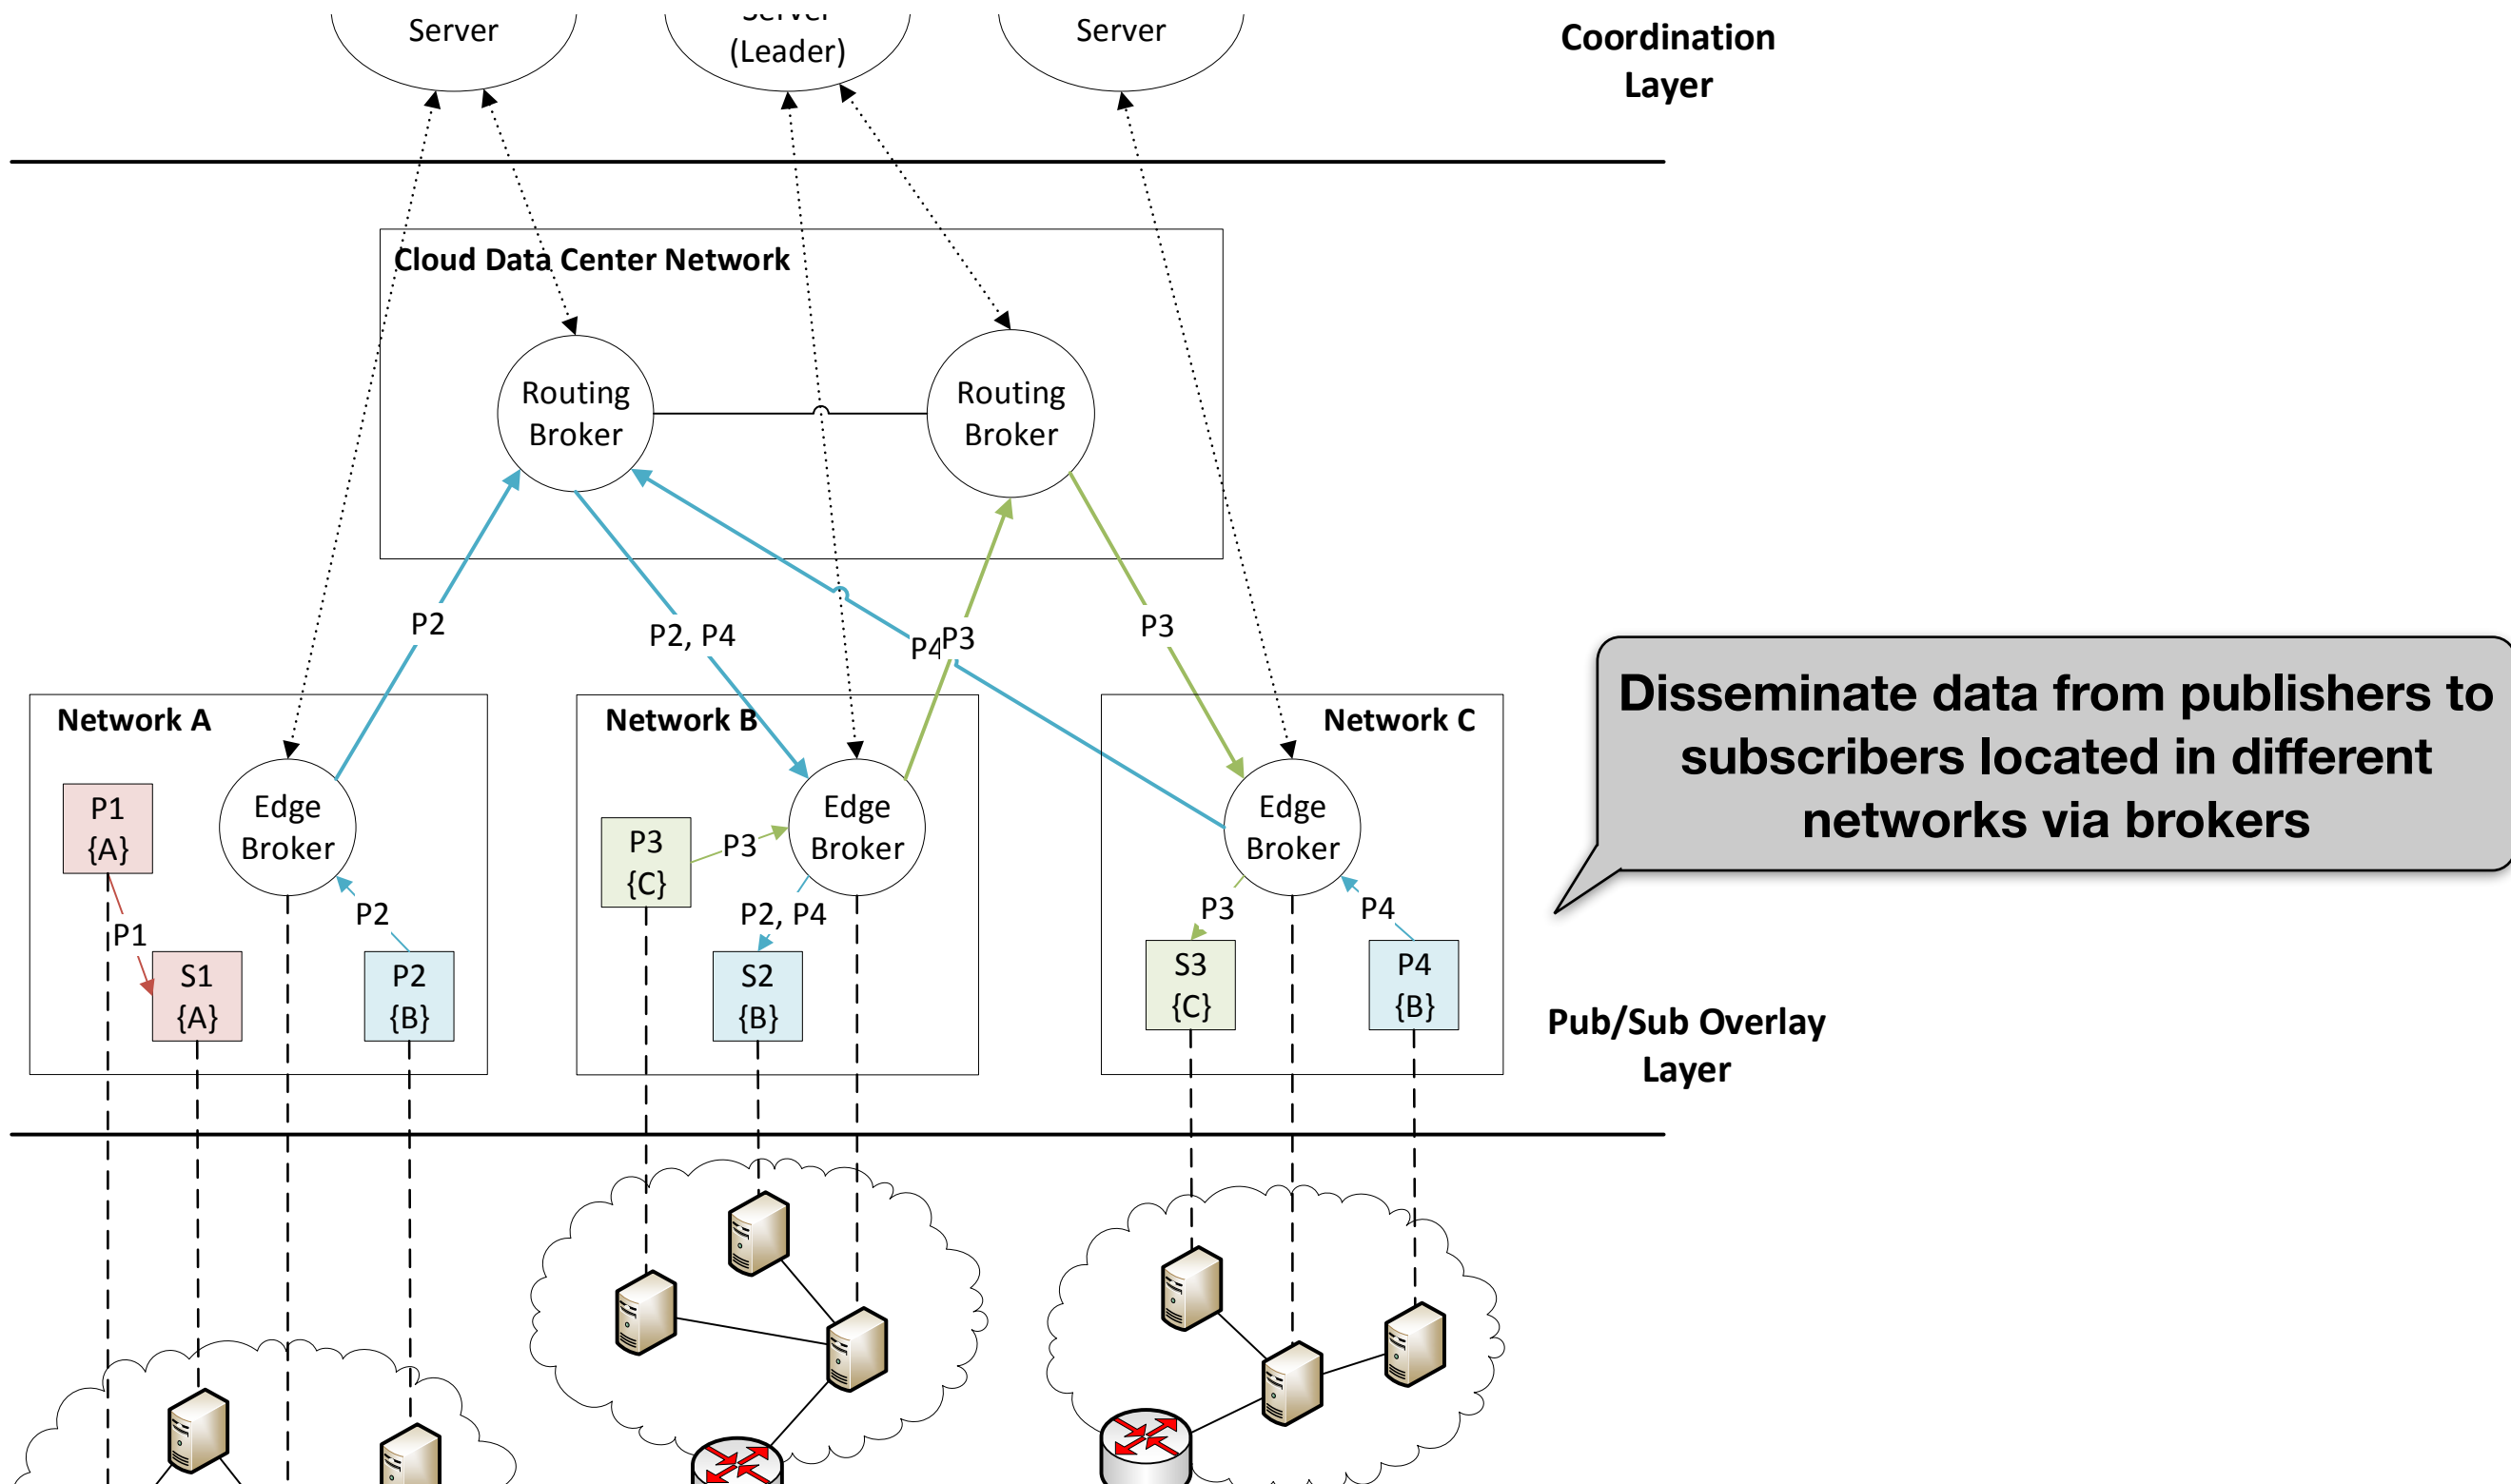 Server
(Leader)
Server
Coordination
Layer
Cloud Data Center Network
Routing
Broker
Routing
Broker
P2
P2, P4
P4
P3
P3
Network A
Network B
Network C
P1
{A}
Edge
Broker
P1
S1
{A}
P2
P2
{B}
P3
{C}
P3
Edge
Broker
P2, P4
S2
{B}
Edge
Broker
P3
P4
S3
{C}
P4
{B}
Disseminate data from publishers to
subscribers located in different
networks via brokers
Pub/Sub Overlay
Layer